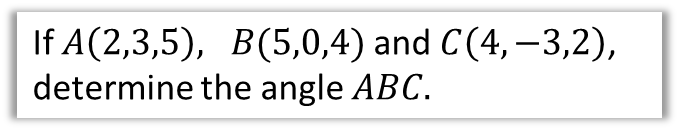 If A(2,3,5), B(5,0,4) and C(4,−3,2),
determine the angle ABC.